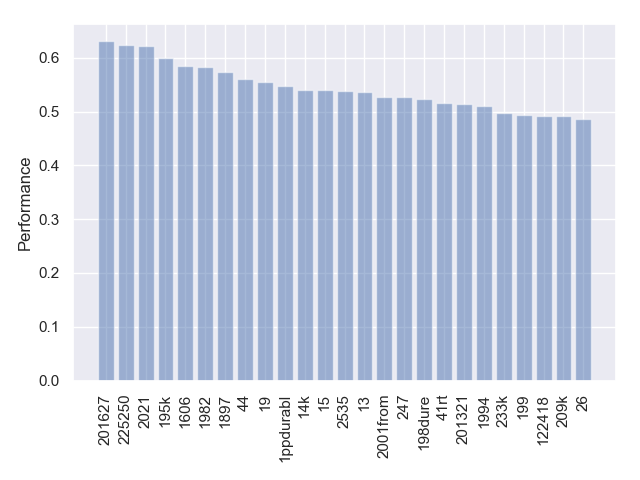 Performance
0.6
0.5
0.4
0.3
0.2
0.1
0.0
201627
225250
2021
195k
1606
1982
1897
44
19
1ppdurabl
14k
15
2535
13
2001from
247
198dure
41rt
201321
1994
233k
199
122418
209k
26